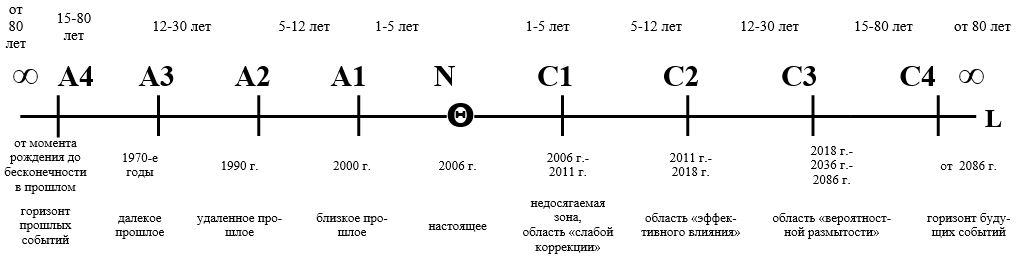 от
80
лет
15-80
лет
12-30 лет
5-12 лет
1-5 лет
1-5 лет
5-12 лет
12-30 лет
15-80 лет
от 80 лет
∞ A4 A3 A2 A1 N C1 C2 C3 C4 ∞
Θ
L
от момента
рождения до
бесконечности
в прошлом
1970-е
годы
1990 г.
2000 г.
2006 г.
2006 г.-
2011 г.
2011 г.-
2018 г.
2018 г.-
2036 г.-
2086 г.
от 2086 г.
горизонт
прошлых
событий
далекое
прошлое
удаленное про-
шлое
близкое про-
шлое
настоящее
недосягаемая
зона,
область «слабой
коррекции»
область «эффек-
тивного влияния»
область «вероятност-
ной размытости»
горизонт буду-
щих событий